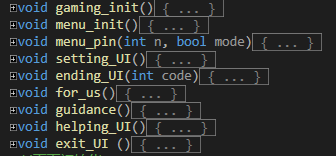 void gaming_init(){ ... }
void menu_init(){ ... }
void menu_pin(int n, bool mode){ ... }
void setting_UI(){ ... }
void ending_UI(int code){ ... }
void for_us(){ ... }
void guidance(){ ... }
void helping_UI(){ ... }
void exit_UI (){ ... }